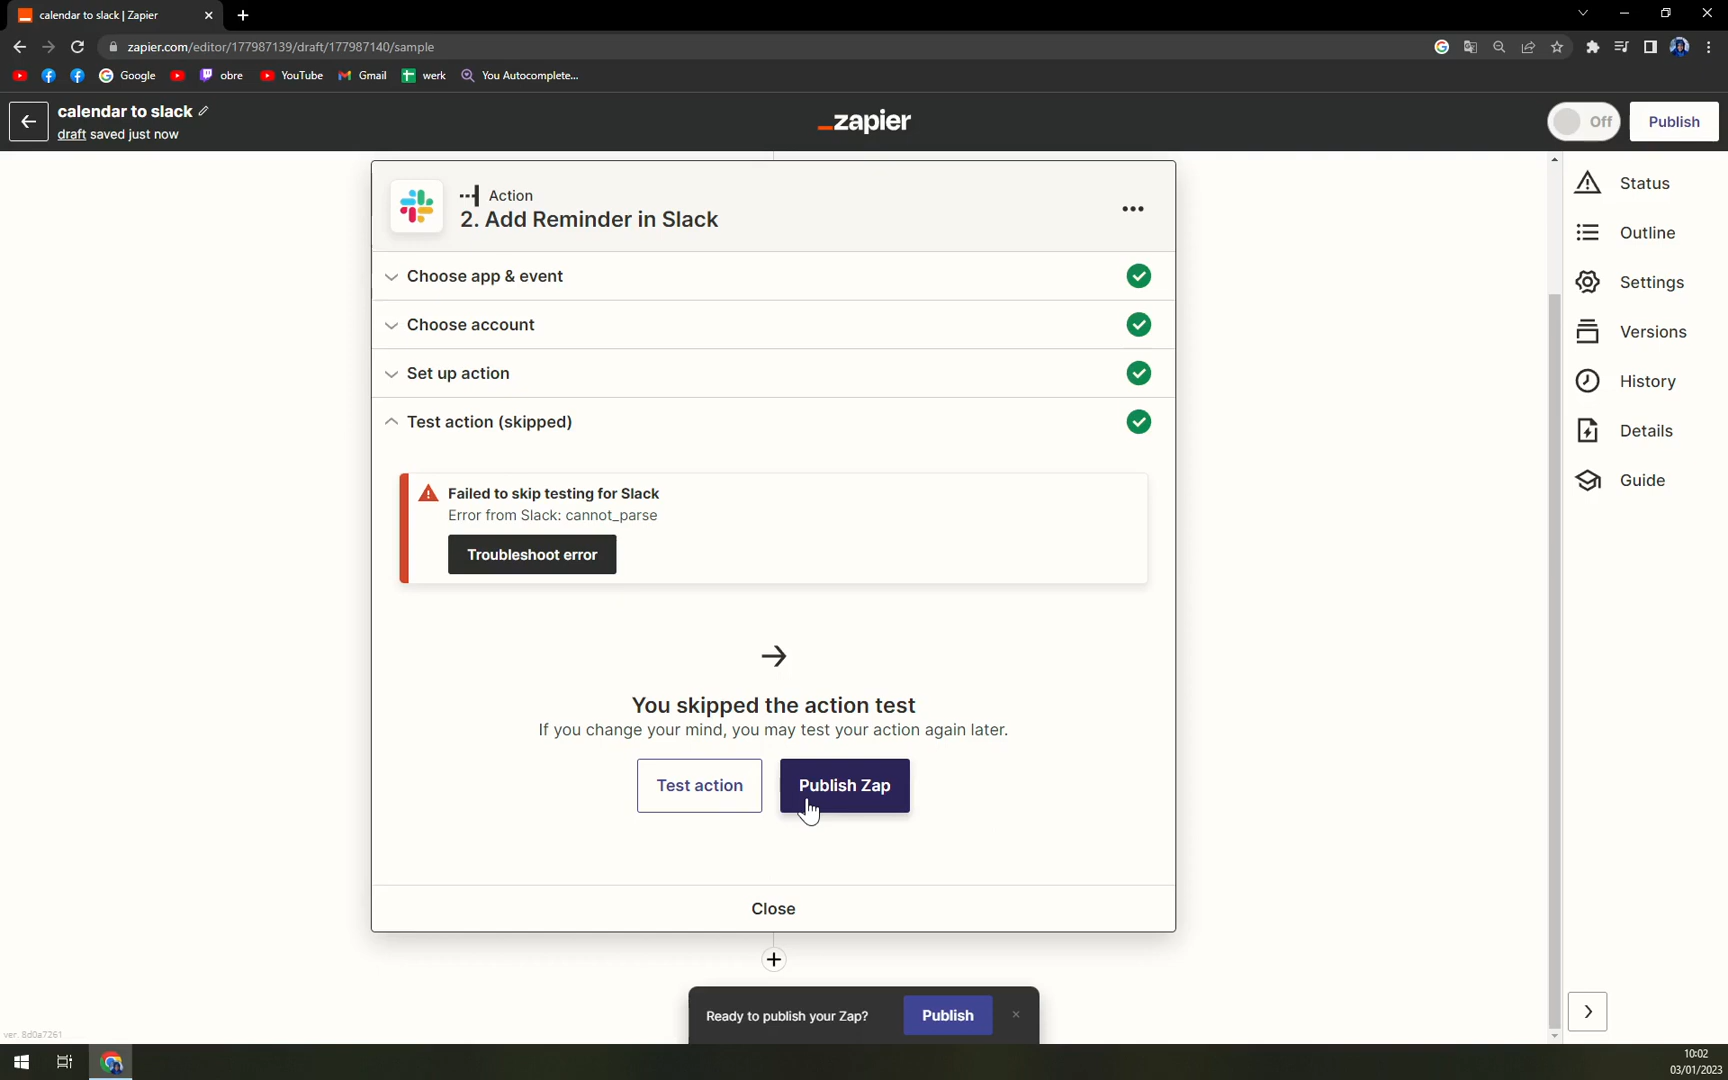 calendar to slack | Zapier
zapier.com/editor/177987139/draft/177987140/sample
Google
obre
YouTube
Gmail
werk
You Autocomplete...
calendar to slack
draft saved just now
zapier
Off
Publish
Action
2. Add Reminder in Slack
Choose app & event
Choose account
Set up action
Test action (skipped)
Failed to skip testing for Slack
Error from Slack: cannot_parse
Troubleshoot error
You skipped the action test
If you change your mind, you may test your action again later.
Test action
Publish Zap
Close
Ready to publish your Zap?
Publish
Status
Outline
Settings
Versions
History
Details
Guide
ver. 8d0a7261
10:02
03/01/2023